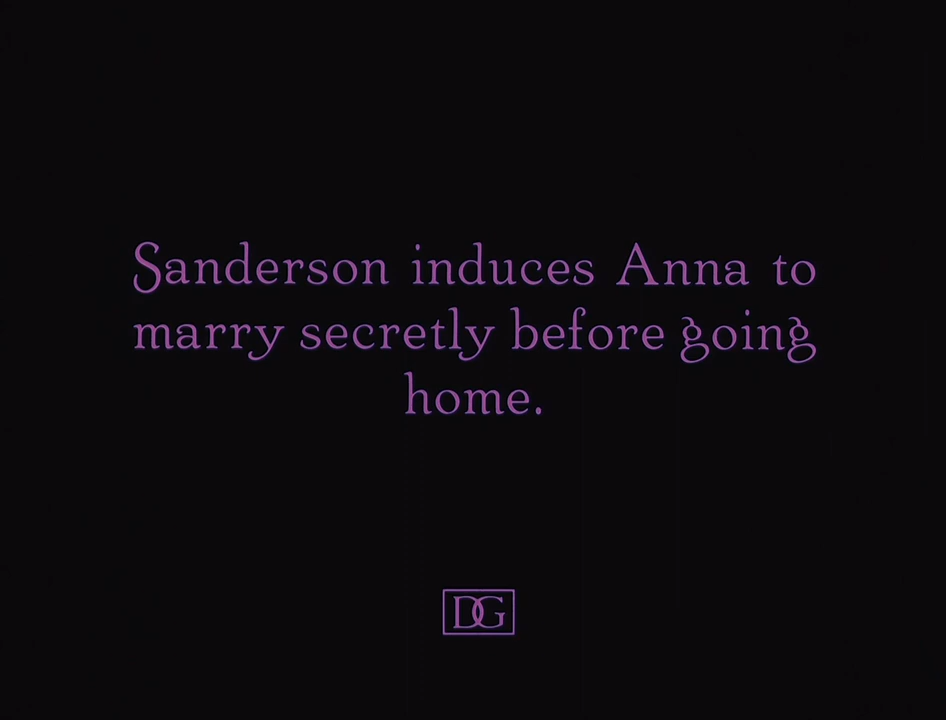 Sanderson induces Anna to
marry secretly before going
home.
DG